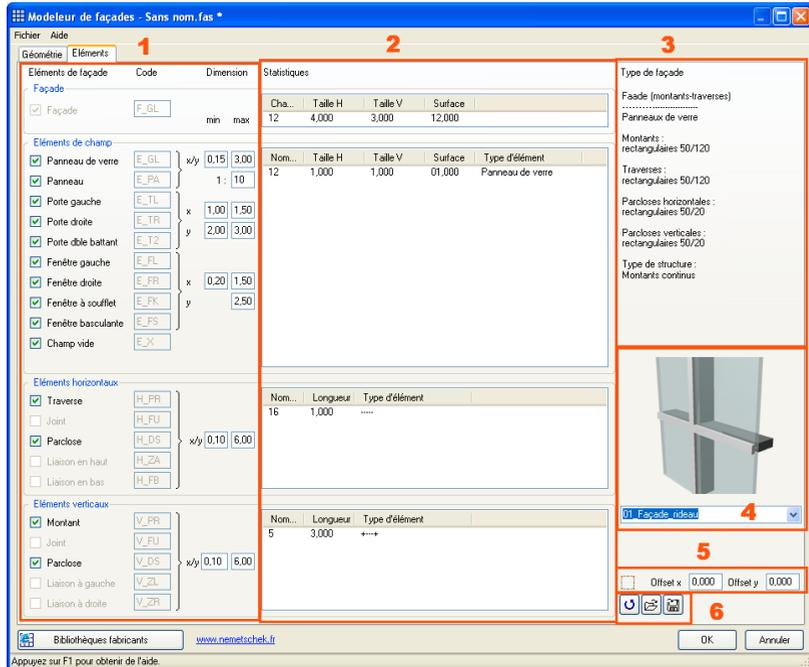 Modeleur de façades - Sans nom.fas *
Fichier Aide
Géométrie Eléments
1
2
3
Eléments de façade Code Dimension
Façade
Façade F_GL
min max
Eléments de champ
Panneau de verre E_GL x/y 0,15 3,00
Panneau E_PA 1: 10
Porte gauche E_TL
x 1,00 1,50
Porte droite E_TR
y 2,00 3,00
Porte dble battant E_T2
Fenêtre gauche E_FL
Fenêtre droite E_FR x 0,20 1,50
Fenêtre à soufflet E_FK y 2,50
Fenêtre basculante E_FS
Champ vide E_X
Eléments horizontaux
Traverse H_PR
Joint H_FU
Parclose H_DS x/y 0,10 6,00
Liaison en haut H_ZA
Liaison en bas H_FB
Eléments verticaux
Montant V_PR
Joint V_FU
Parclose V_DS x/y 0,10 6,00
Liaison à gauche V_ZL
Liaison à droite V_ZR
Statistiques
Cha... Taille H Taille V Surface
12 4,000 3,000 12,000
Nom... Taille H Taille V Surface Type d'élément
12 1,000 1,000 01,000 Panneau de verre
Nom... Longueur Type d'élément
16 1,000 -----
Nom... Longueur Type d'élément
5 3,000 +---+
Type de façade
Faade (montants-traverses)
-----------------------
Panneaux de verre
Montants :
rectangulaires 50/120
Traverses :
rectangulaires 50/120
Parcloses horizontales :
rectangulaires 50/20
Parcloses verticales :
rectangulaires 50/20
Type de structure :
Montants continus
01_Façade_rideau
4
5
Offset x 0,000 Offset y 0,000
6
Bibliothèques fabricants www.nemetschek.fr OK Annuler
Appuyez sur F1 pour obtenir de l'aide.